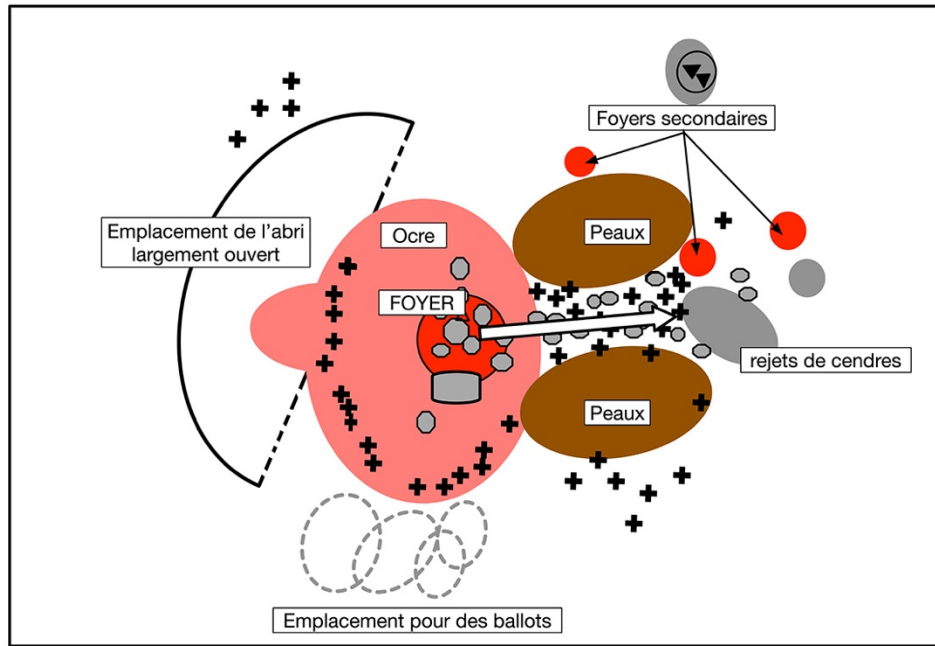 Foyers secondaires
Emplacement de l'abri
largement ouvert
Ocre
Peaux
FOYER
rejets de cendres
Peaux
Emplacement pour des ballots